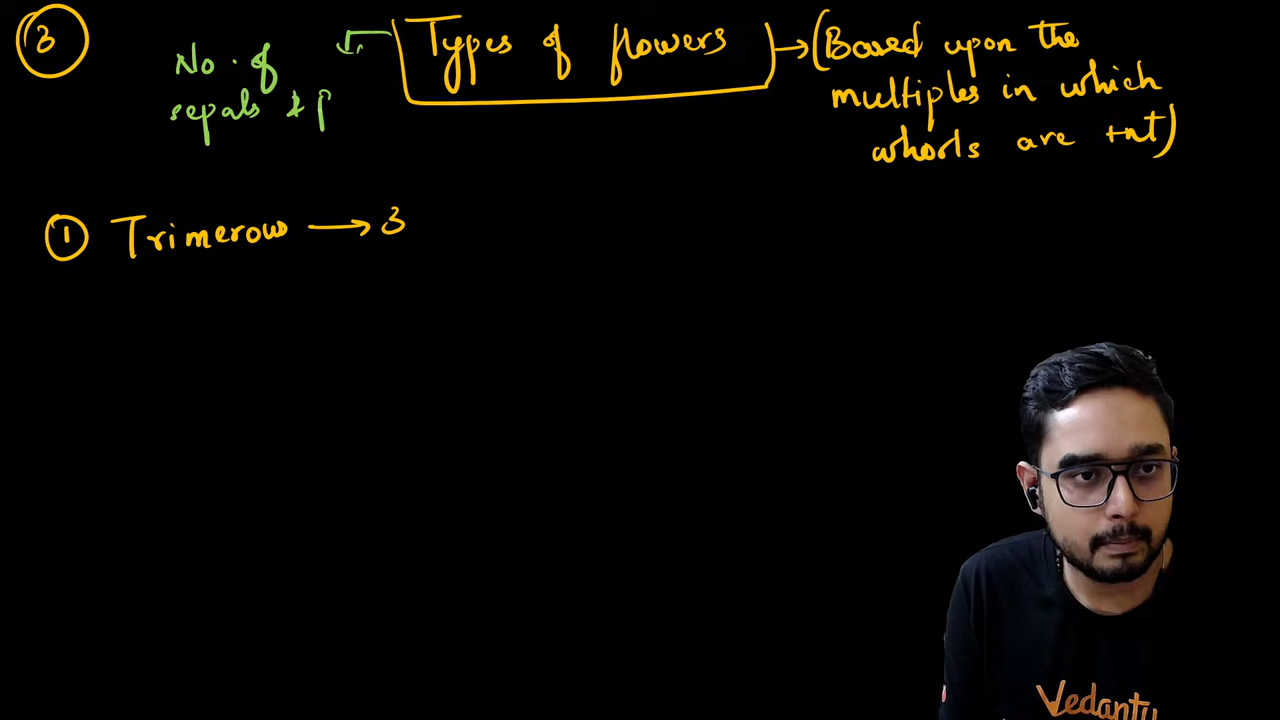 3
Types of flowers
No. of
sepals & p
(Based upon the
multiples in which
whorls are +nt)
1 Trimerous → 3
Vedantu